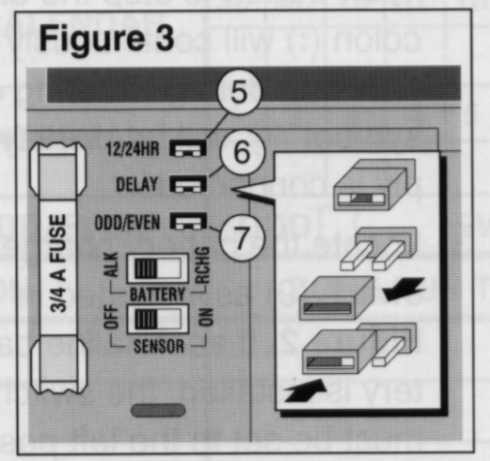 Figure 3
5
12/24HR
6
DELAY
ODD/EVEN
7
3/4 A FUSE
ALK
RCHG
BATTERY
OFF
ON
SENSOR